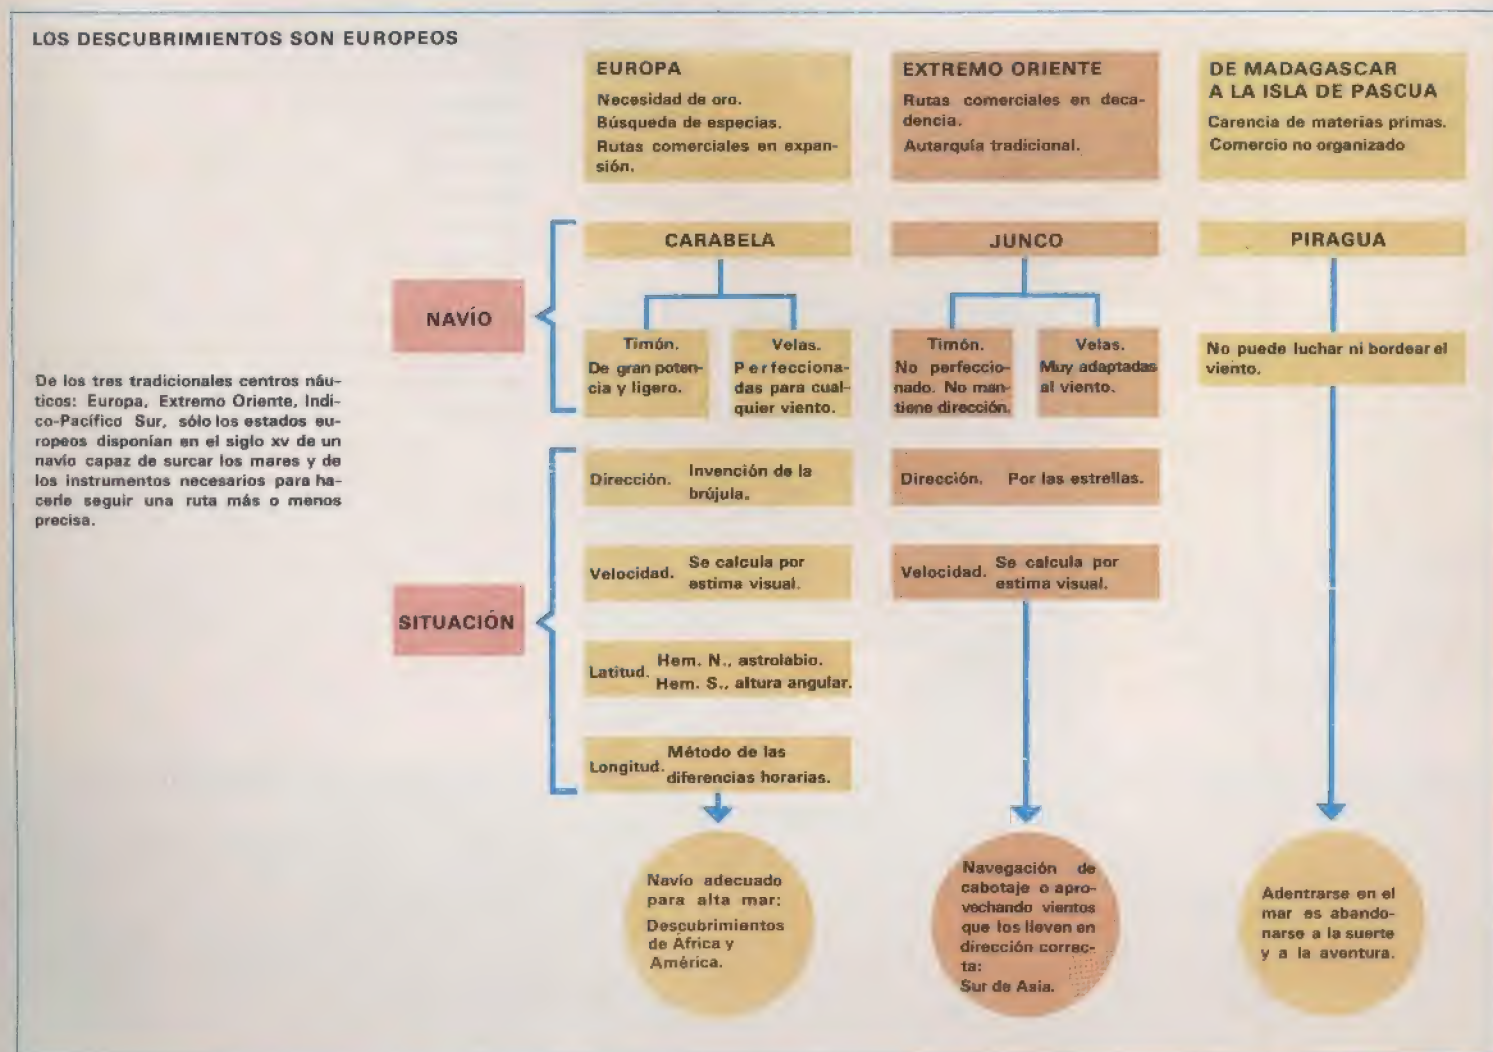 LOS DESCUBRIMIENTOS SON EUROPEOS
EUROPA
Necesidad de oro.
Búsqueda de especias.
Rutas comerciales en expan-
sión.
EXTREMO ORIENTE
Rutas comerciales en deca-
dencia.
Autarquía tradicional.
DE MADAGASCAR
A LA ISLA DE PASCUA
Carencia de materias primas.
Comercio no organizado
NAVÍO
CARABELA
Timón.
De gran poten-
cia y ligero.
Velas.
Perfecciona-
das para cual-
quier viento.
JUNCO
Timón.
No perfeccio-
nado. No man-
tiene dirección.
Velas.
Muy adaptadas
al viento.
PIRAGUA
No puede luchar ni bordear el
viento.
De los tres tradicionales centros náu-
ticos: Europa, Extremo Oriente, Indi-
co-Pacífico Sur, sólo los estados eu-
ropeos disponían en el siglo XV de un
navío capaz de surcar los mares y de
los instrumentos necesarios para ha-
cerle seguir una ruta más o menos
precisa.
SITUACIÓN
Dirección. Invención de la
brújula.
Velocidad. Se calcula por
estima visual.
Latitud. Hem. N., astrolabio.
Hem. S., altura angular.
Longitud. Método de las
diferencias horarias.
Dirección. Por las estrellas.
Velocidad. Se calcula por
estima visual.
Navío adecuado
para alta mar:
Descubrimientos
de África y
América.
Navegación de
cabotaje o apro-
vechando vientos
que los lleven en
dirección correc-
ta:
Sur de Asia.
Adentrarse en el
mar es abando-
narse a la suerte
y a la aventura.